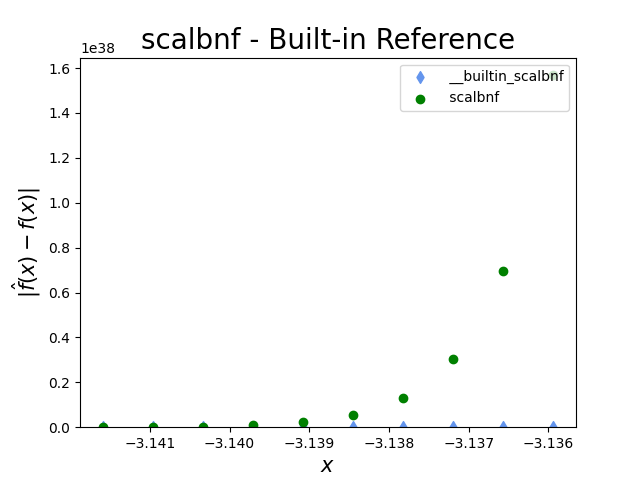 scalbnf - Built-in Reference
1e38
1.6
1.4
1.2
1.0
0.8
0.6
0.4
0.2
0.0
|f̂(x) − f(x)|
__builtin_scalbnf
scalbnf
−3.141
−3.140
−3.139
−3.138
−3.137
−3.136
x